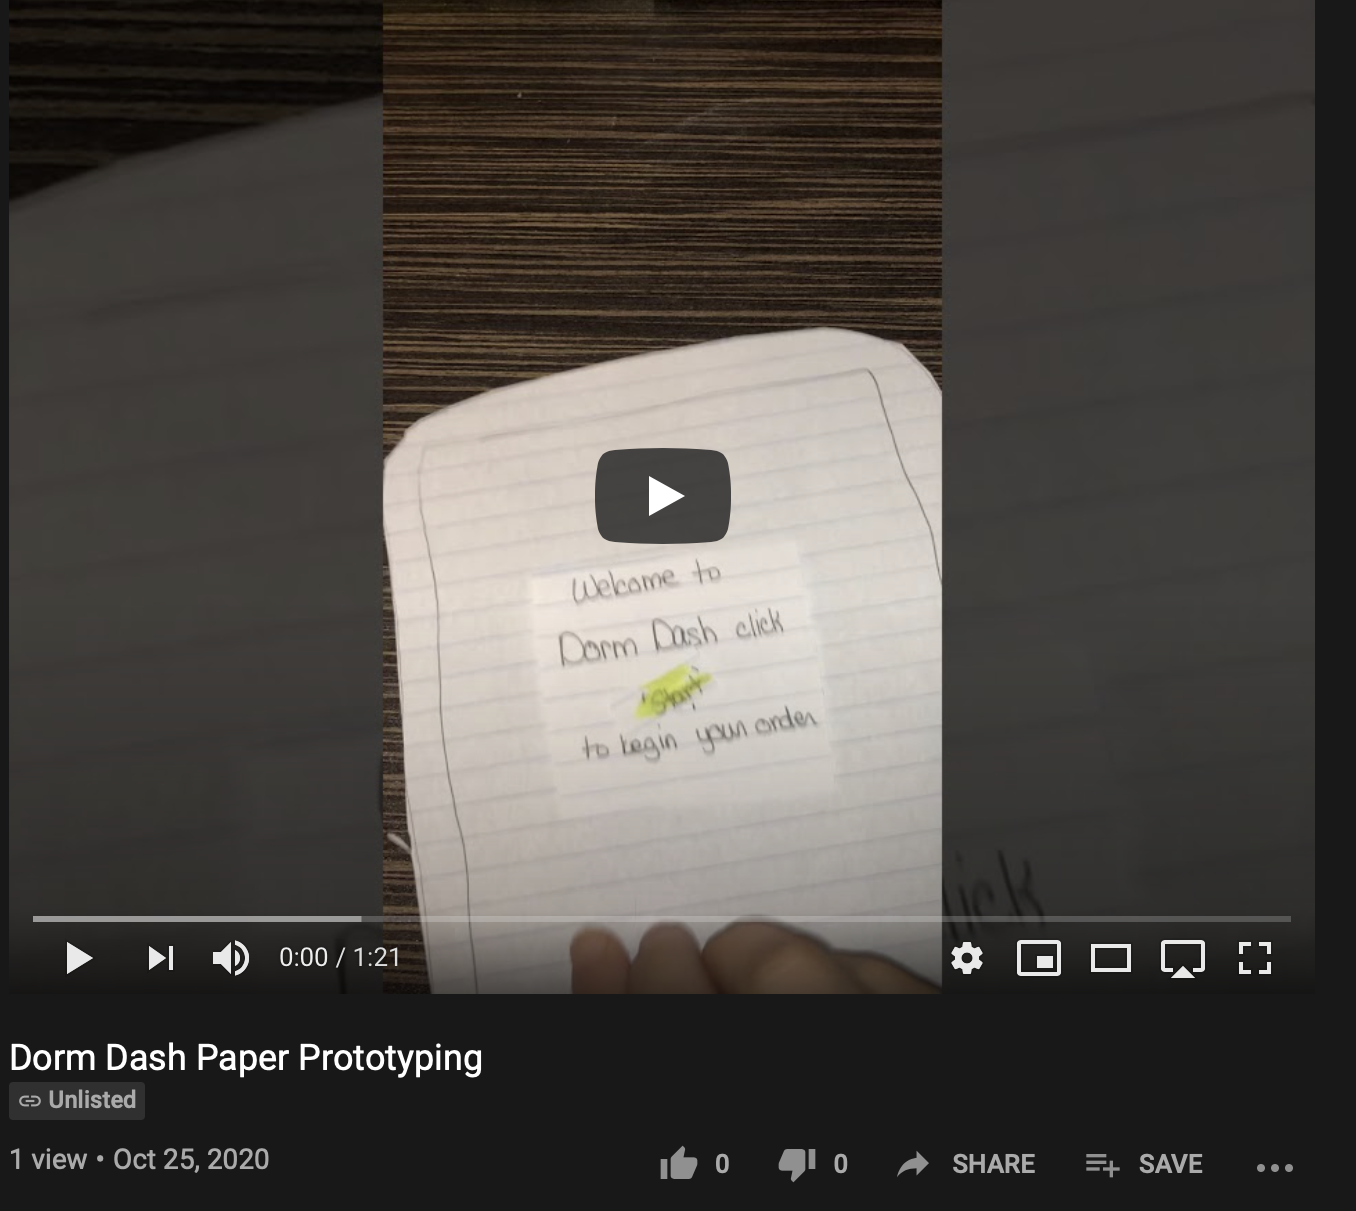 Welcome to
Dorm Dash click
"Start"
to begin your order
lick
0:00 / 1:21
Dorm Dash Paper Prototyping
Unlisted
1 view • Oct 25, 2020
0 0 SHARE SAVE